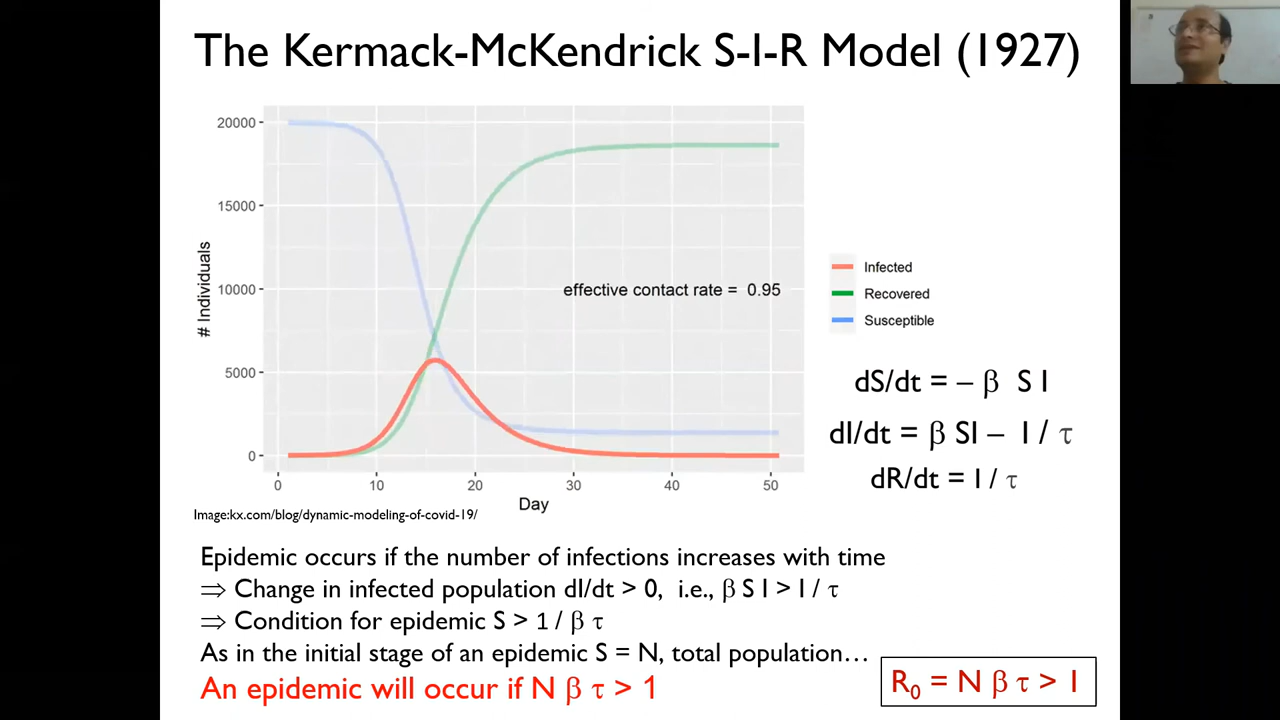 The Kermack-McKendrick S-I-R Model (1927)
20000
15000
10000
5000
0
# Individuals
effective contact rate = 0.95
0 10 20 30 40 50
Day
Infected
Recovered
Susceptible
dS/dt = – β S I
dI/dt = β SI – I / τ
dR/dt = I / τ
Image:kx.com/blog/dynamic-modeling-of-covid-19/
Epidemic occurs if the number of infections increases with time
⇒ Change in infected population dI/dt > 0, i.e., β S I > I / τ
⇒ Condition for epidemic S > 1 / β τ
As in the initial stage of an epidemic S = N, total population…
An epidemic will occur if N β τ > 1
R₀ = N β τ > 1